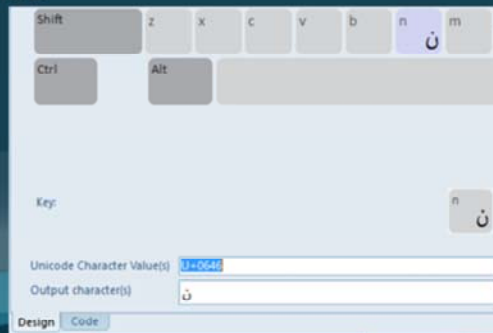 Shift z x c v b n ن m
Ctrl Alt
Key: n ن
Unicode Character Value(s) U+0646
Output character(s) ن
Design Code